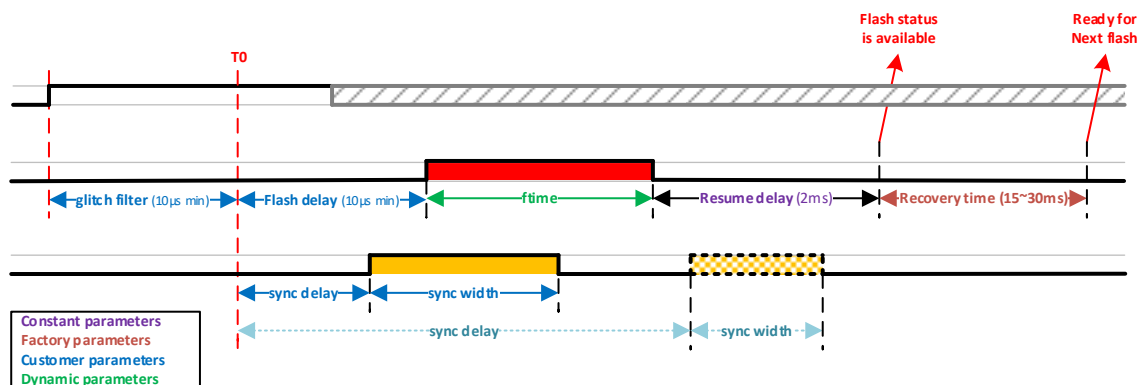 Flash status
is available
Ready for
Next flash
T0
glitch filter (10µs min)
Flash delay (10µs min)
ftime
Resume delay (2ms)
Recovery time (15~30ms)
sync delay
sync width
sync delay
sync width
Constant parameters
Factory parameters
Customer parameters
Dynamic parameters